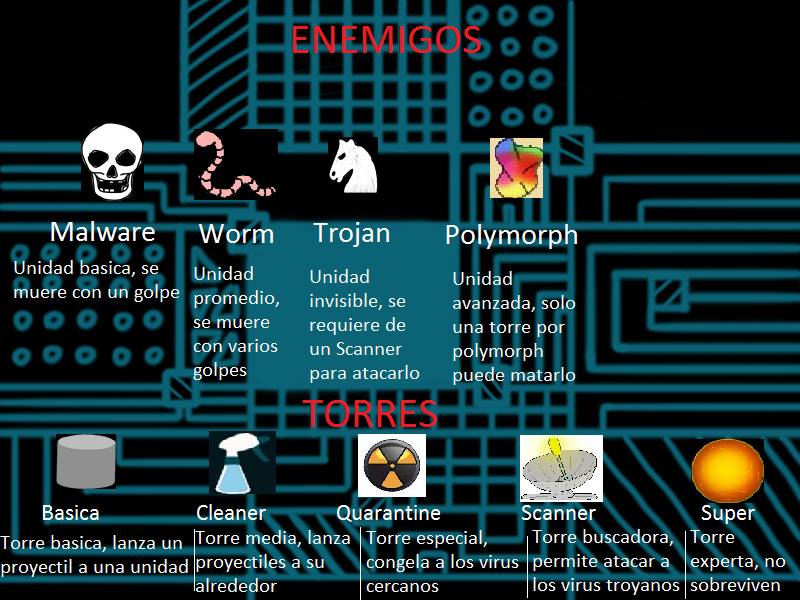 ENEMIGOS
Malware
Unidad basica, se
muere con un golpe
Worm
Unidad
promedio,
se muere
con varios
golpes
Trojan
Unidad
invisible, se
requiere de
un Scanner
para atacarlo
Polymorph
Unidad
avanzada, solo
una torre por
polymorph
puede matarlo
TORRES
Basica
Torre basica, lanza un
proyectil a una unidad
Cleaner
Torre media, lanza
proyectiles a su
alrededor
Quarantine
Torre especial,
congela a los virus
cercanos
Scanner
Torre buscadora,
permite atacar a
los virus troyanos
Super
Torre
experta, no
sobreviven